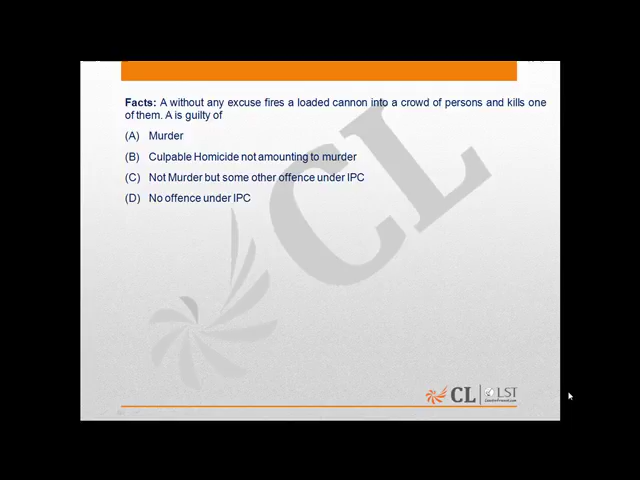 Facts: A without any excuse fires a loaded cannon into a crowd of persons and kills one
of them. A is guilty of
(A) Murder
(B) Culpable Homicide not amounting to murder
(C) Not Murder but some other offence under IPC
(D) No offence under IPC
CL
CL LST